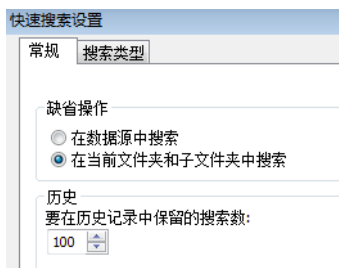 快速搜索设置
常规 搜索类型
缺省操作
在数据源中搜索
在当前文件夹和子文件夹中搜索
历史
要在历史记录中保留的搜索数:
100